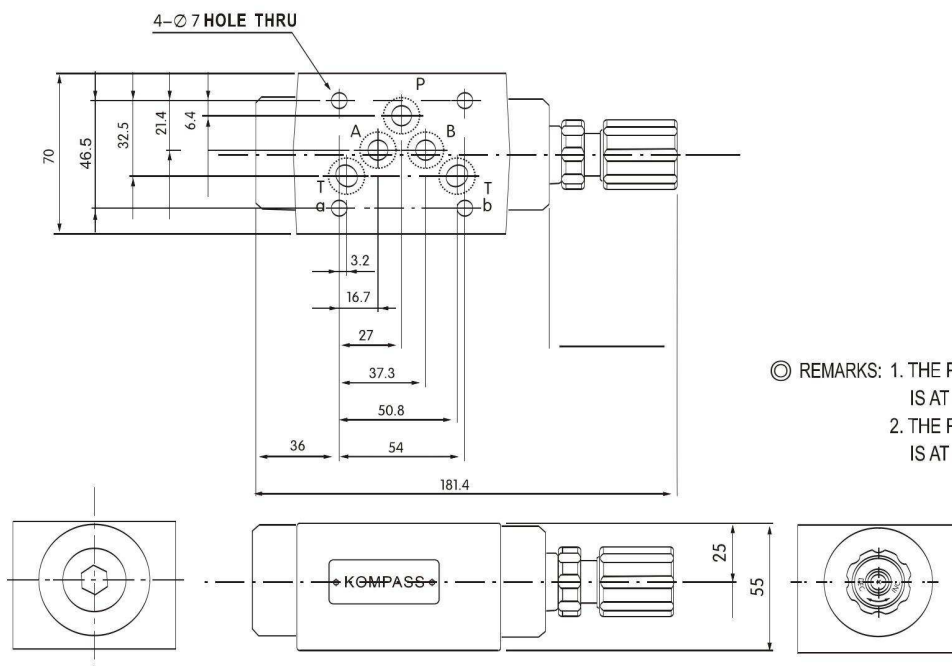 4-Ø 7 HOLE THRU
P
A
B
T
T
a
b
70
46.5
32.5
21.4
6.4
3.2
16.7
27
37.3
50.8
36
54
181.4
◎ REMARKS: 1. THE
IS AT
2. THE
IS AT
KOMPASS
25
55